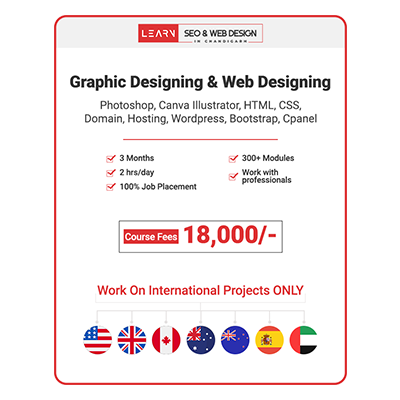 LEARN SEO & WEB DESIGN
IN CHANDIGARH
Graphic Designing & Web Designing
Photoshop, Canva Illustrator, HTML, CSS,
Domain, Hosting, Wordpress, Bootstrap, Cpanel
3 Months
300+ Modules
2 hrs/day
Work with
professionals
100% Job Placement
Course Fees 18,000/-
Work On International Projects ONLY